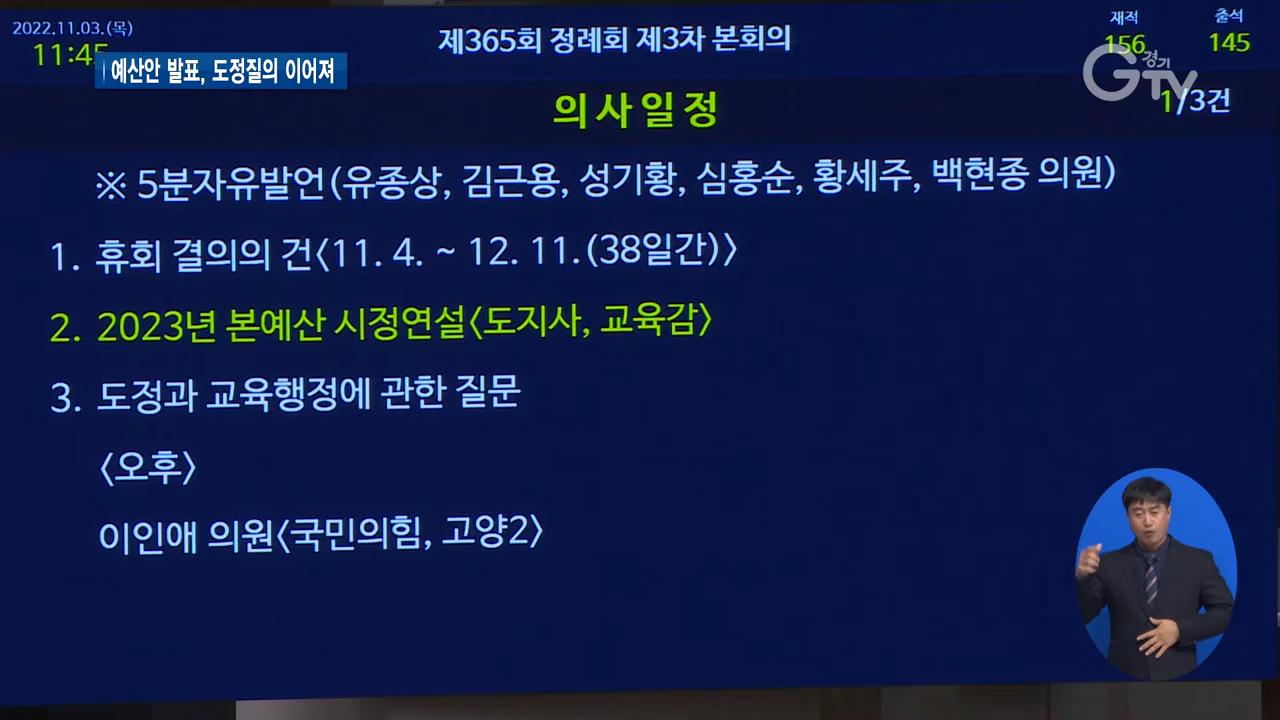 2022.11.03.(목)
11:45
예산안 발표, 도정질의 이어져
제365회 정례회 제3차 본회의
재적
156
출석
145
경기
GTV
의사일정
1/3건
※ 5분자유발언(유종상, 김근용, 성기황, 심홍순, 황세주, 백현종 의원)
1. 휴회 결의의 건〈11. 4. ~ 12. 11.(38일간)〉
2. 2023년 본예산 시정연설〈도지사, 교육감〉
3. 도정과 교육행정에 관한 질문
〈오후〉
이인애 의원〈국민의힘, 고양2〉